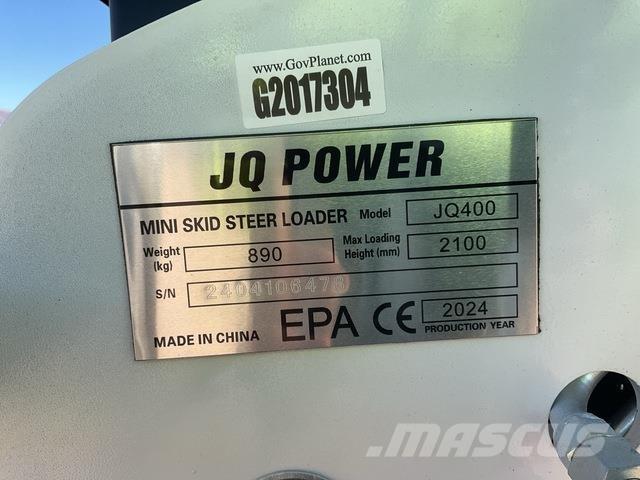 www.GovPlanet.com
G2017304
JQ POWER
MINI SKID STEER LOADER Model JQ400
Weight (kg) 890 Max Loading Height (mm) 2100
S/N 2404106478
MADE IN CHINA EPA CE 2024
PRODUCTION YEAR
MASCUS